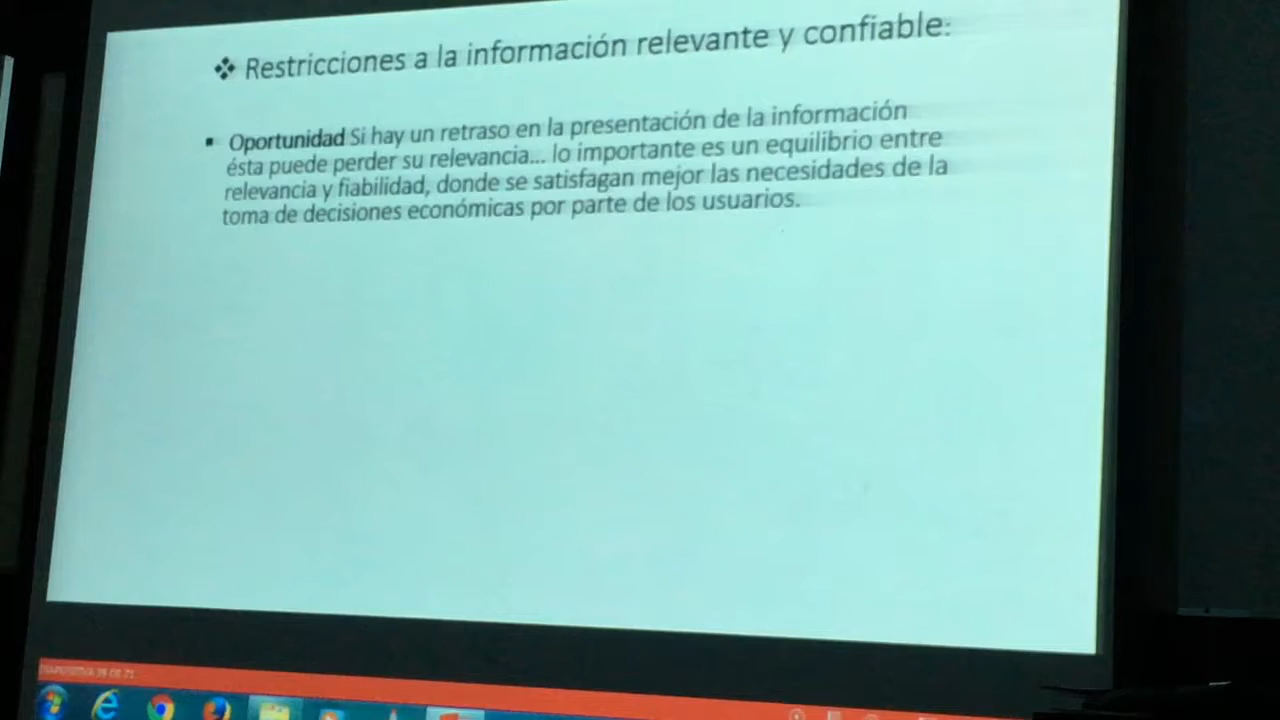 ❖ Restricciones a la información relevante y confiable:
▪ Oportunidad Si hay un retraso en la presentación de la información
ésta puede perder su relevancia... lo importante es un equilibrio entre
relevancia y fiabilidad, donde se satisfagan mejor las necesidades de la
toma de decisiones económicas por parte de los usuarios.